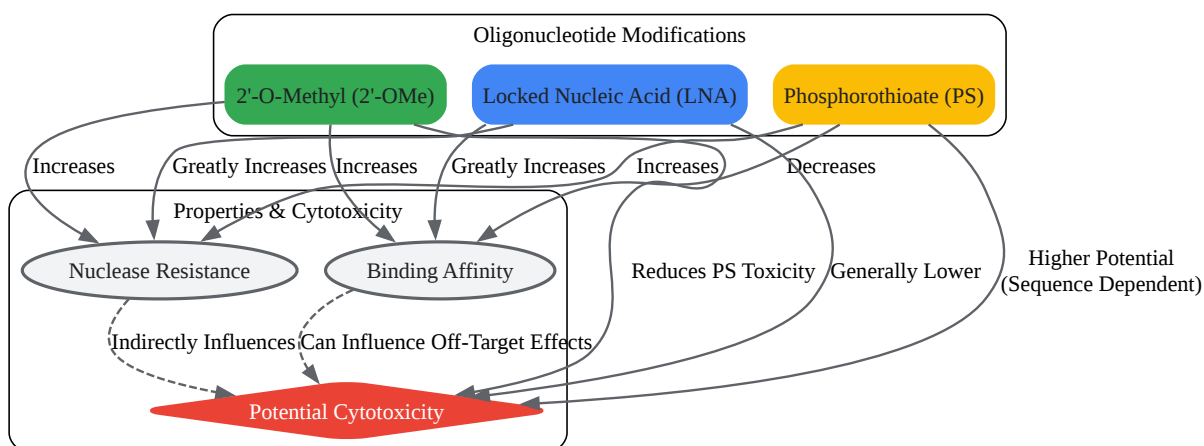 Oligonucleotide Modifications
2'-O-Methyl (2'-OMe)
Locked Nucleic Acid (LNA)
Phosphorothioate (PS)
Increases
Greatly Increases
Increases
Greatly Increases
Increases
Decreases
Properties & Cytotoxicity
Nuclease Resistance
Binding Affinity
Reduces PS Toxicity
Generally Lower
Higher Potential
(Sequence Dependent)
Indirectly Influences
Can Influence Off-Target Effects
Potential Cytotoxicity